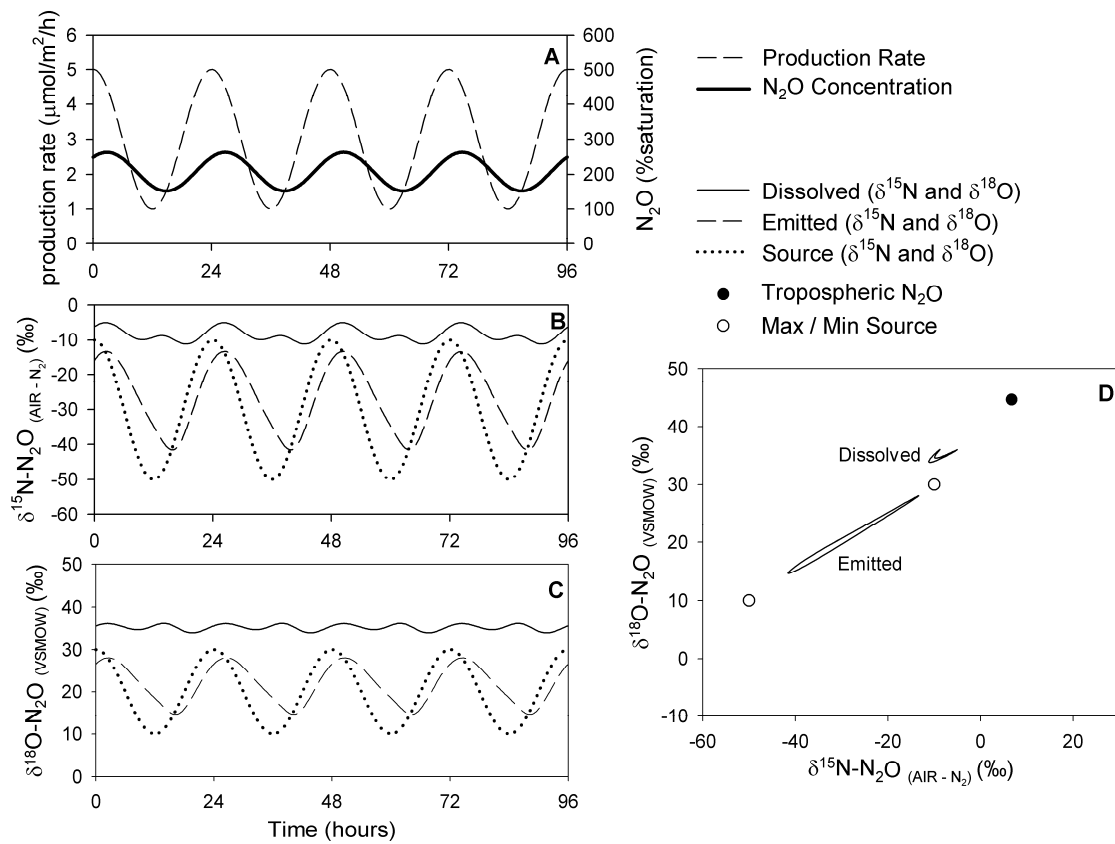 A
production rate (μmol/m²/h)
6
5
4
3
2
1
0
600
500
400
300
200
100
0
N₂O (%saturation)
0 24 48 72 96
Production Rate
N₂O Concentration
Dissolved (δ¹⁵N and δ¹⁸O)
Emitted (δ¹⁵N and δ¹⁸O)
Source (δ¹⁵N and δ¹⁸O)
Tropospheric N₂O
Max / Min Source
B
δ¹⁵N-N₂O (AIR - N₂) (‰)
0
-10
-20
-30
-40
-50
-60
0 24 48 72 96
C
δ¹⁸O-N₂O (VSMOW) (‰)
50
40
30
20
10
0
0 24 48 72 96
Time (hours)
D
δ¹⁸O-N₂O (VSMOW) (‰)
50
40
30
20
10
0
-10
Dissolved
Emitted
-60 -40 -20 0 20
δ¹⁵N-N₂O (AIR - N₂) (‰)